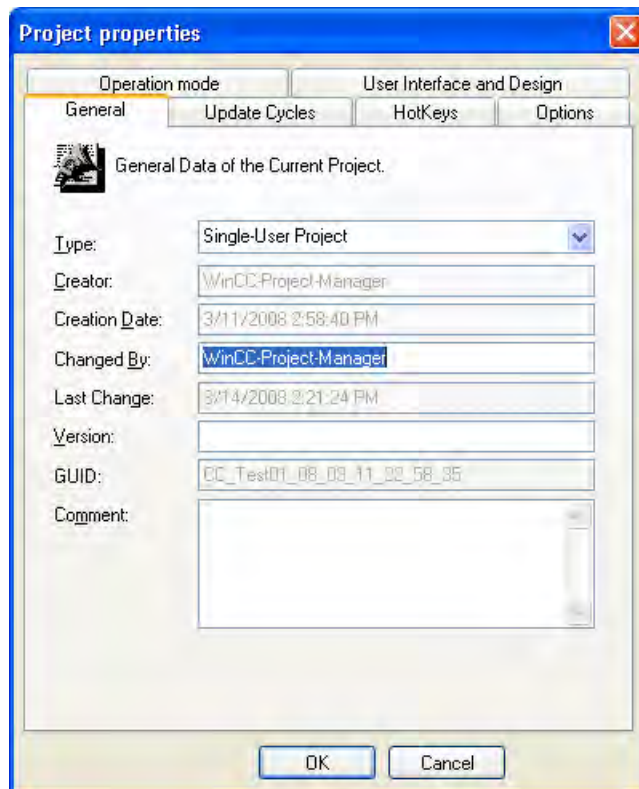 Project properties
Operation mode User Interface and Design
General Update Cycles HotKeys Options
General Data of the Current Project.
Type: Single-User Project
Creator: WinCC-Project-Manager
Creation Date: 3/11/2008 2:58:40 PM
Changed By: WinCC-Project-Manager
Last Change: 3/14/2008 2:21:24 PM
Version:
GUID: CC_Test01_08_03_11_22_58_35
Comment:
OK Cancel